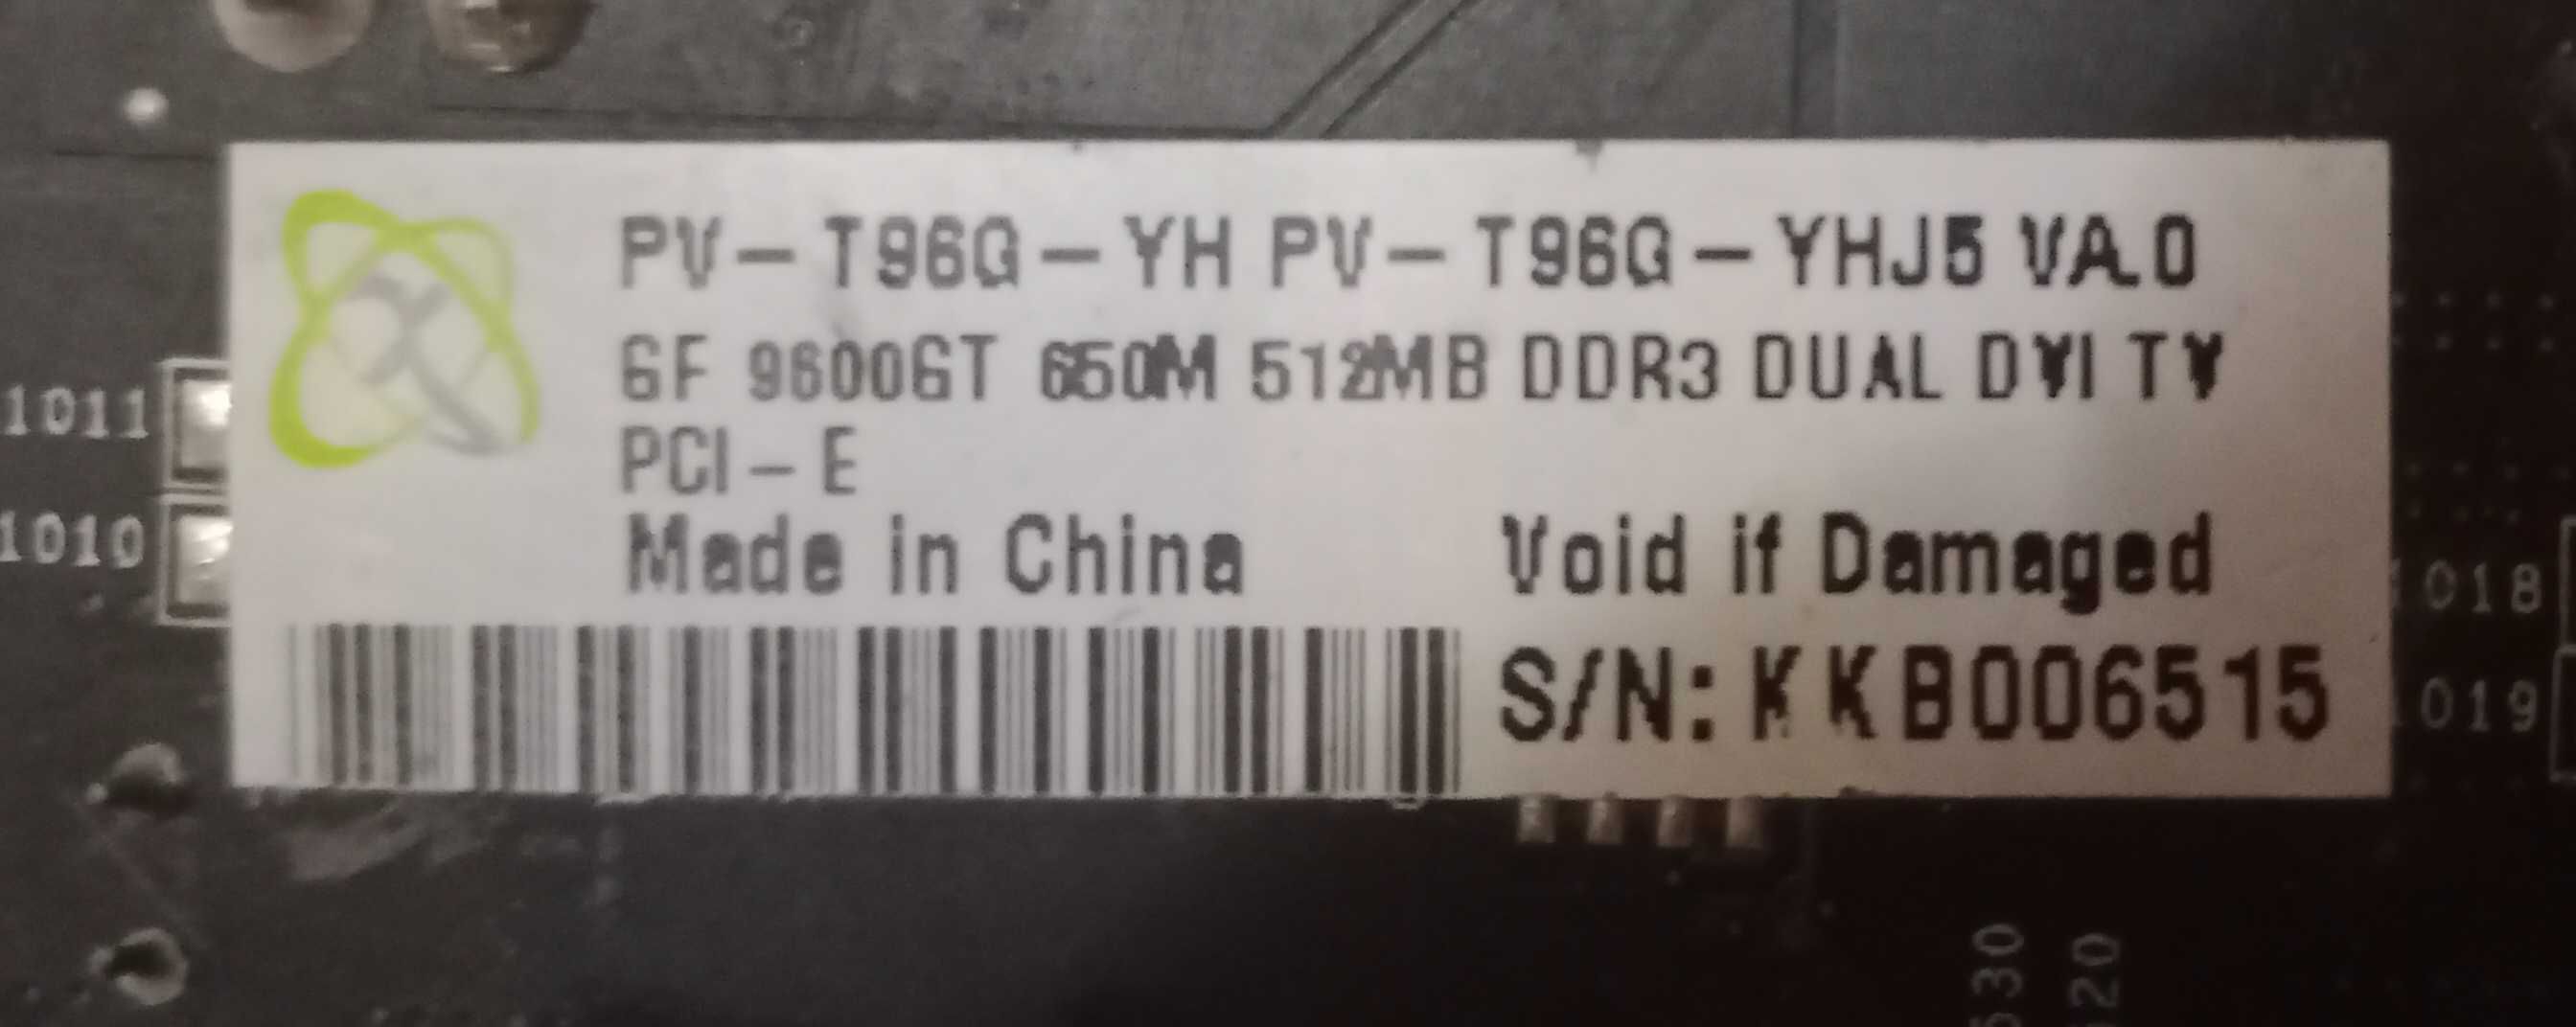 PV-T96G-YH PV-T96G-YHJ5 VA.0
GF 9600GT 650M 512MB DDR3 DUAL DVI TV
PCI-E
Made in China
Void if Damaged
S/N: KKB006515
1011
1010
1018
1019
530
520